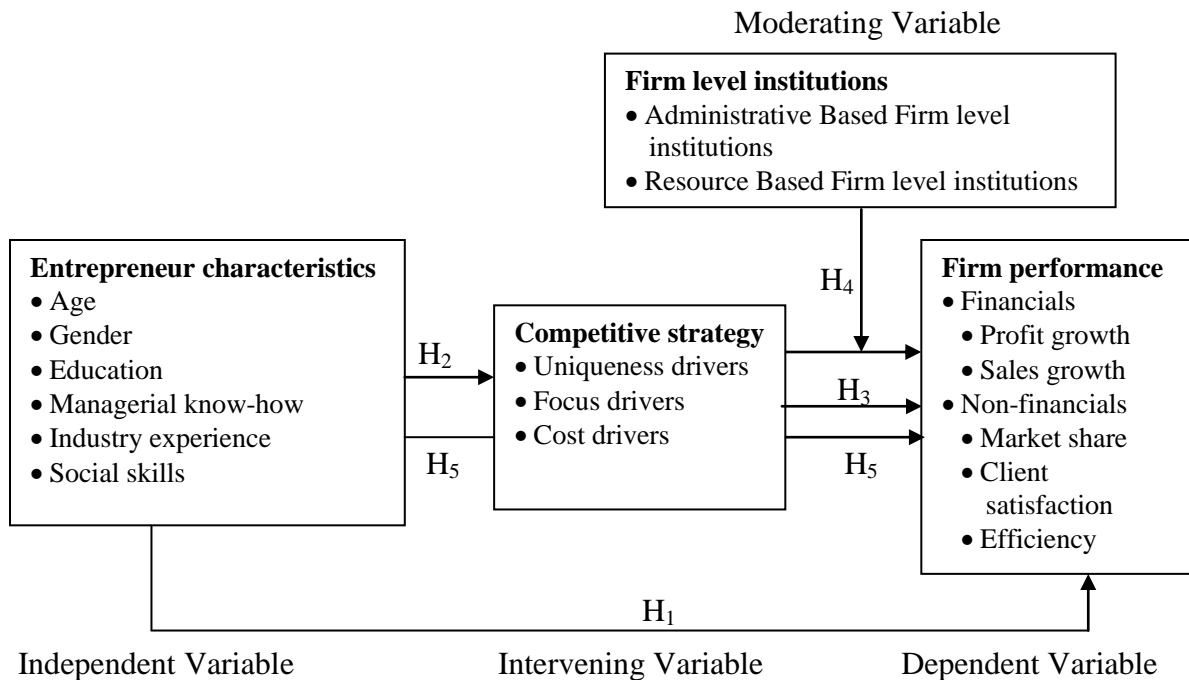 Moderating Variable
Firm level institutions
• Administrative Based Firm level
institutions
• Resource Based Firm level institutions
Entrepreneur characteristics
• Age
• Gender
• Education
• Managerial know-how
• Industry experience
• Social skills
H₂
H₅
Competitive strategy
• Uniqueness drivers
• Focus drivers
• Cost drivers
H₄
H₃
H₅
Firm performance
• Financials
• Profit growth
• Sales growth
• Non-financials
• Market share
• Client
satisfaction
• Efficiency
H₁
Independent Variable
Intervening Variable
Dependent Variable